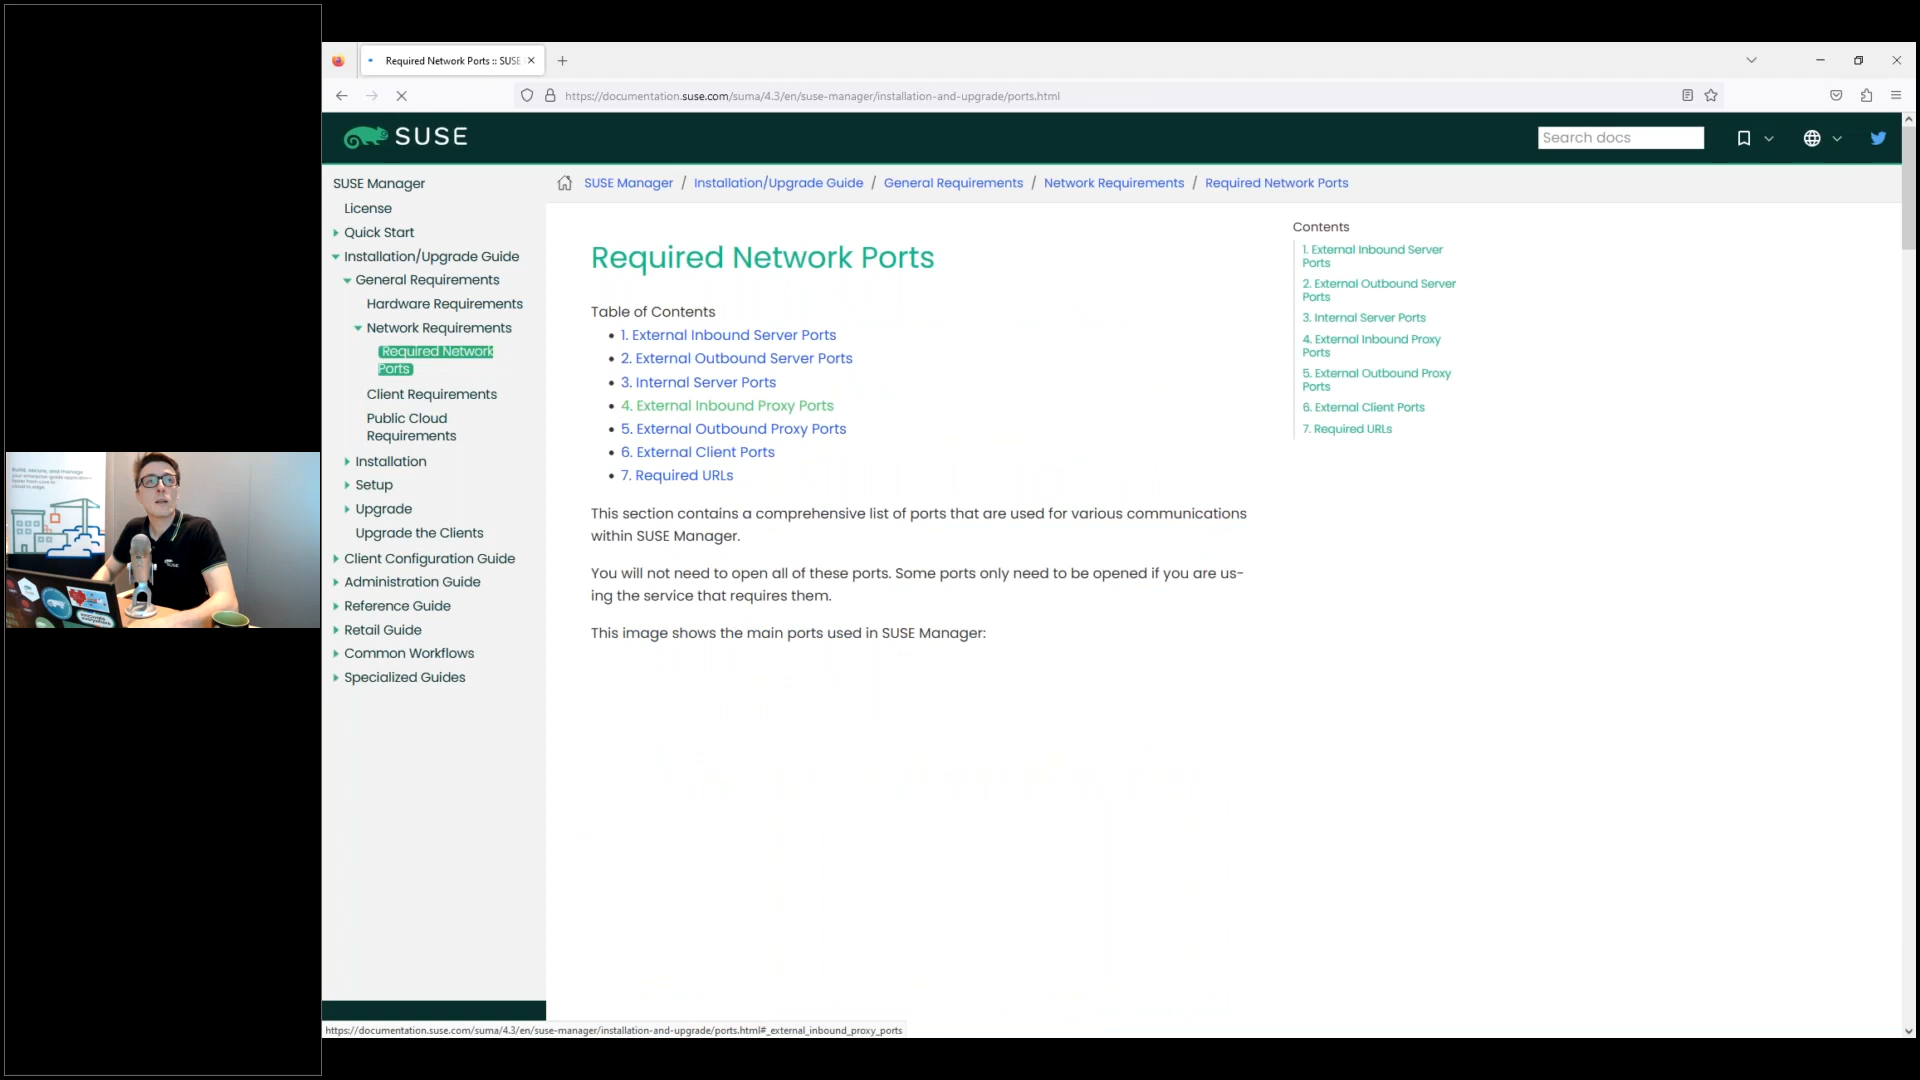 Required Network Ports :: SUSE
https://documentation.suse.com/suma/4.3/en/suse-manager/installation-and-upgrade/ports.html
SUSE
Search docs
SUSE Manager
License
Quick Start
Installation/Upgrade Guide
General Requirements
Hardware Requirements
Network Requirements
Required Network
Ports
Client Requirements
Public Cloud
Requirements
Installation
Setup
Upgrade
Upgrade the Clients
Client Configuration Guide
Administration Guide
Reference Guide
Retail Guide
Common Workflows
Specialized Guides
SUSE Manager / Installation/Upgrade Guide / General Requirements / Network Requirements / Required Network Ports
Required Network Ports
Table of Contents
• 1. External Inbound Server Ports
• 2. External Outbound Server Ports
• 3. Internal Server Ports
• 4. External Inbound Proxy Ports
• 5. External Outbound Proxy Ports
• 6. External Client Ports
• 7. Required URLs
This section contains a comprehensive list of ports that are used for various communications
within SUSE Manager.
You will not need to open all of these ports. Some ports only need to be opened if you are us-
ing the service that requires them.
This image shows the main ports used in SUSE Manager:
Contents
1. External Inbound Server
Ports
2. External Outbound Server
Ports
3. Internal Server Ports
4. External Inbound Proxy
Ports
5. External Outbound Proxy
Ports
6. External Client Ports
7. Required URLs
https://documentation.suse.com/suma/4.3/en/suse-manager/installation-and-upgrade/ports.html#_external_inbound_proxy_ports